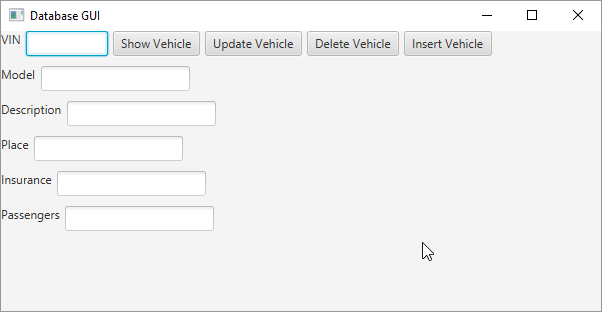 Database GUI
VIN Show Vehicle Update Vehicle Delete Vehicle Insert Vehicle
Model
Description
Place
Insurance
Passengers